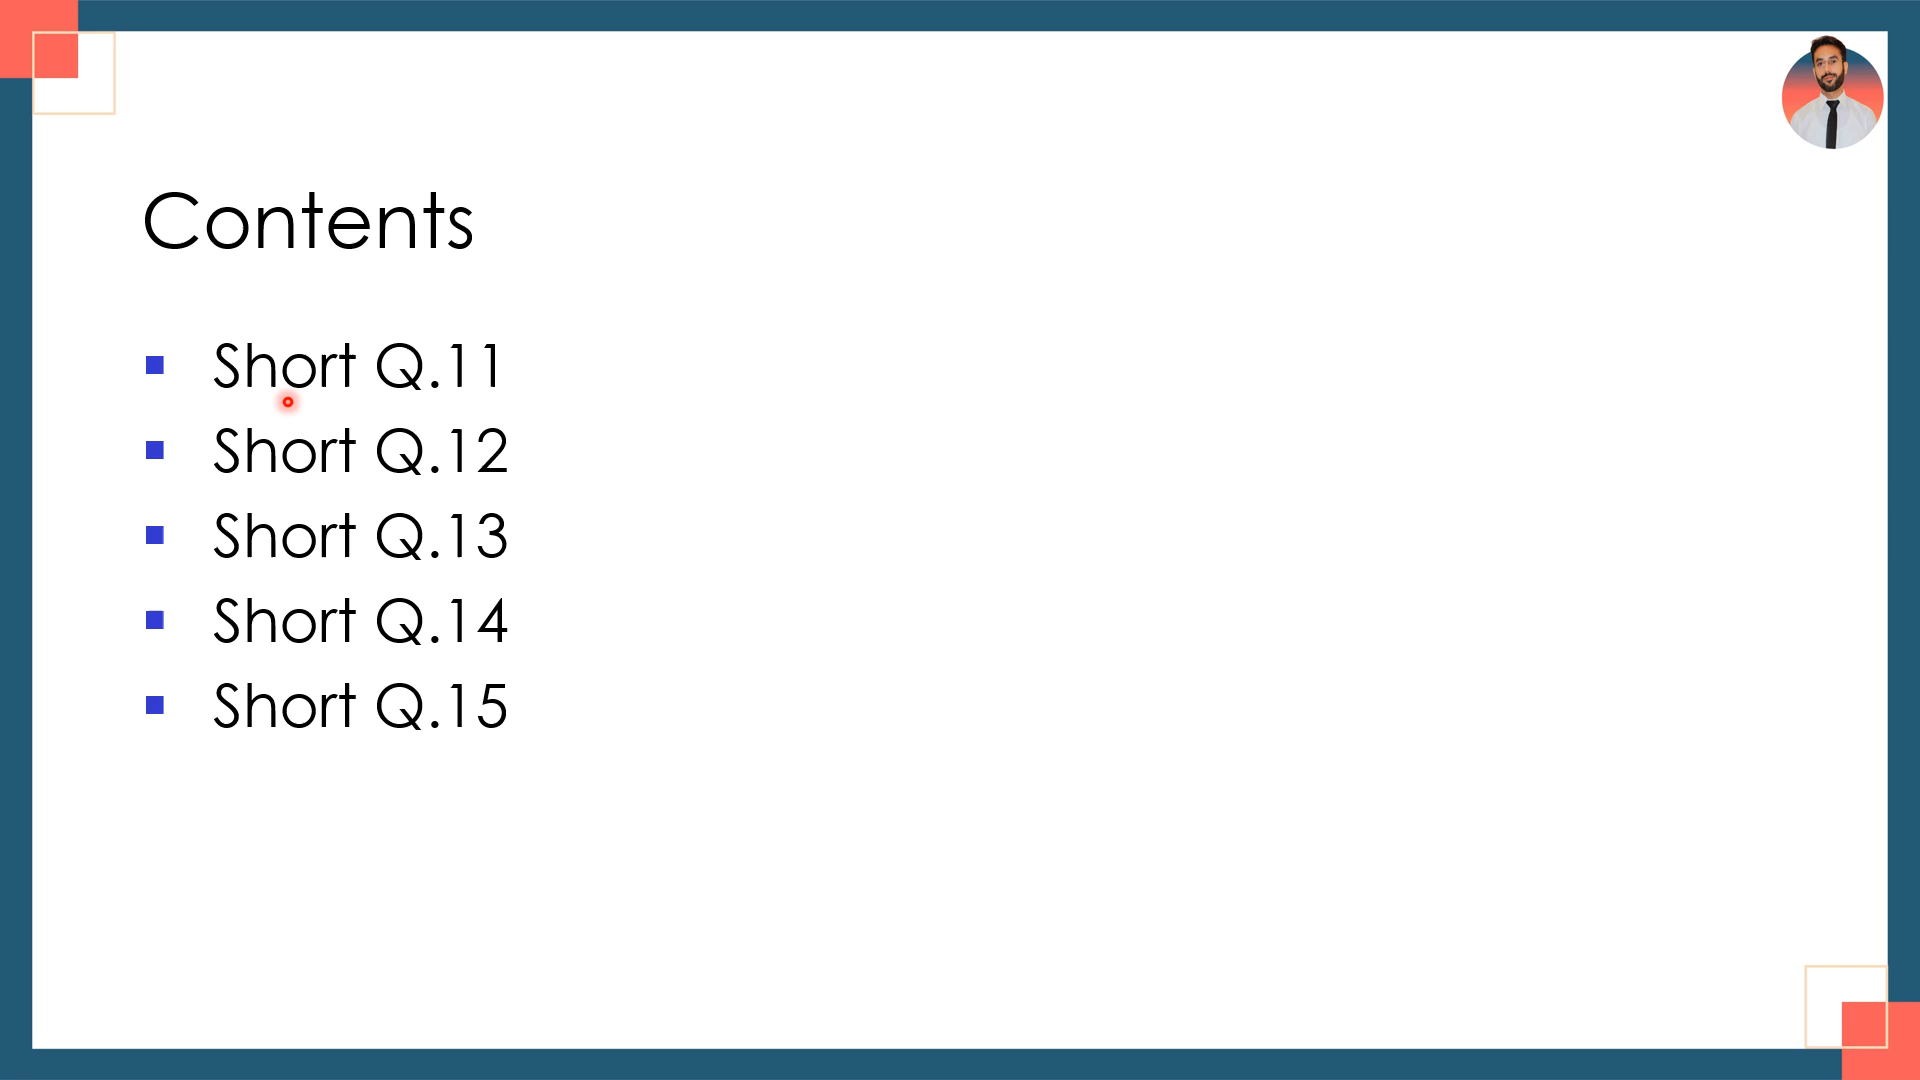 Contents
▪ Short Q.11
▪ Short Q.12
▪ Short Q.13
▪ Short Q.14
▪ Short Q.15